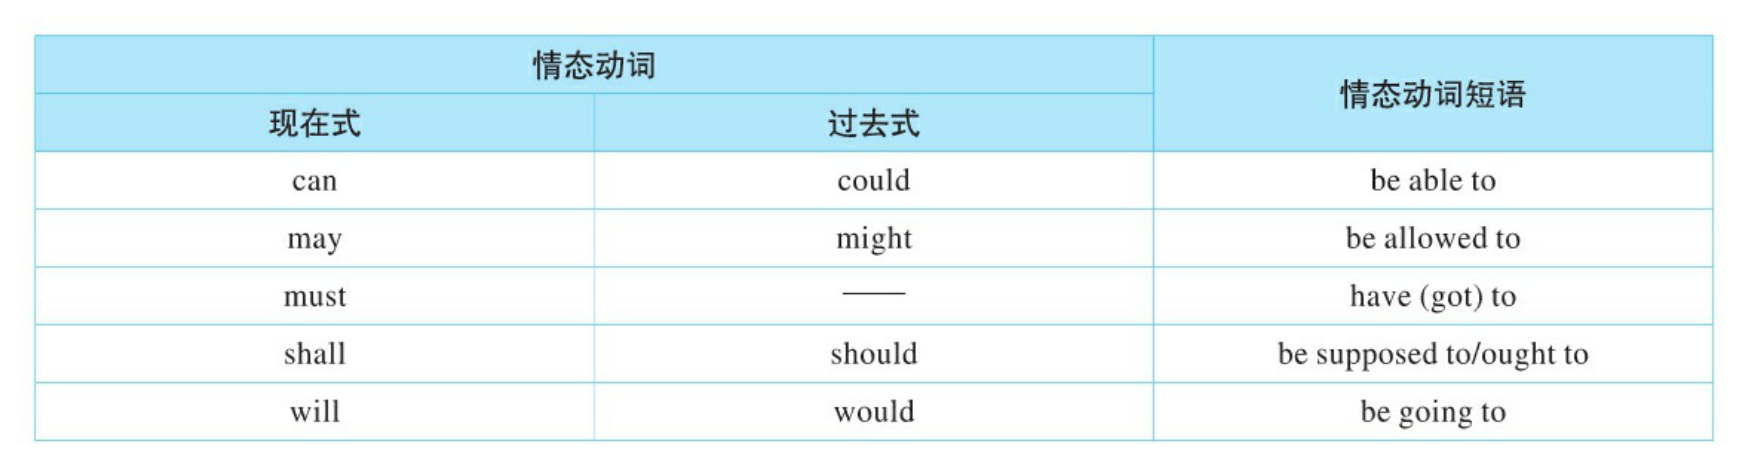 情态动词
情态动词短语
现在式 过去式
can could be able to
may might be allowed to
must —— have (got) to
shall should be supposed to/ought to
will would be going to